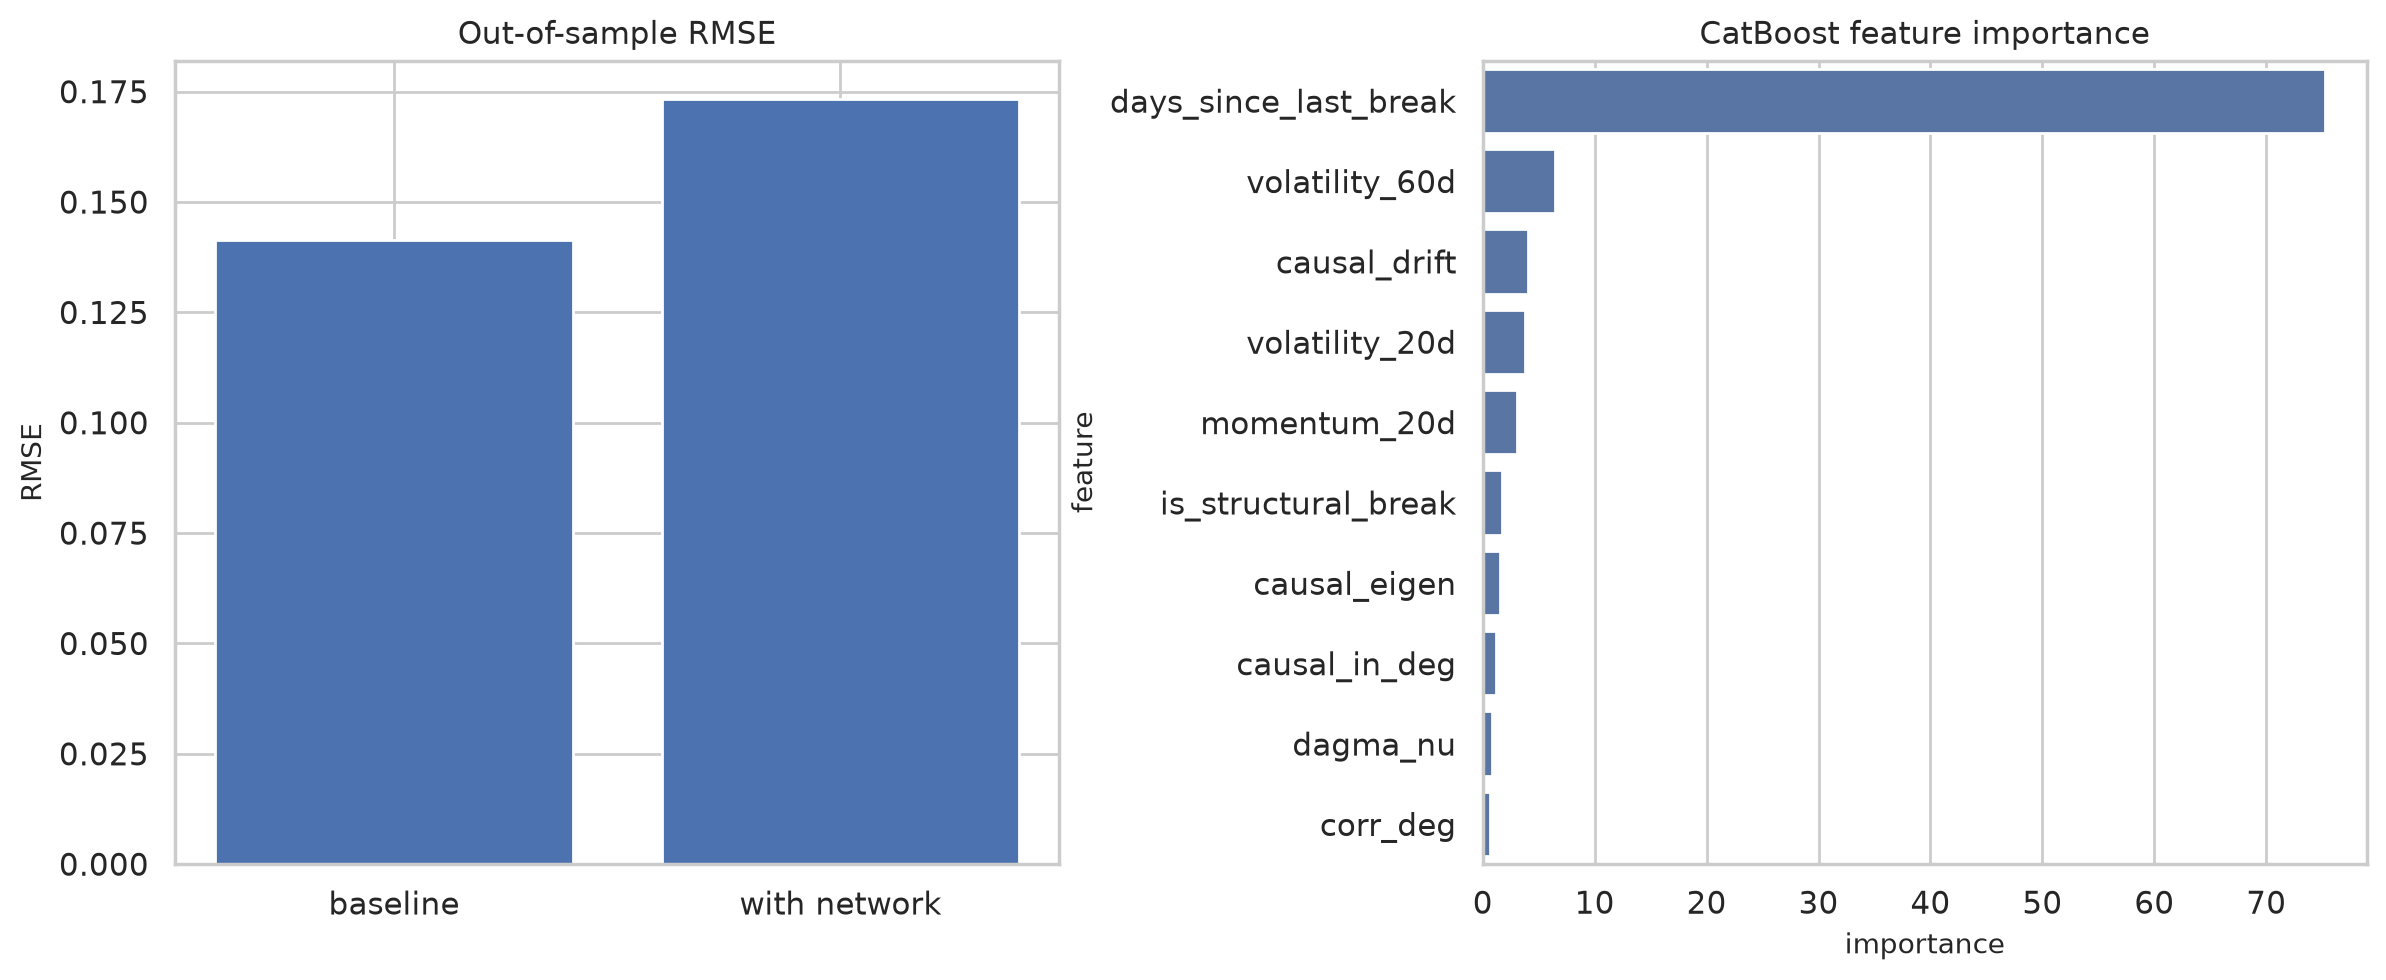 Out-of-sample RMSE
RMSE
0.175
0.150
0.125
0.100
0.075
0.050
0.025
0.000
baseline
with network
CatBoost feature importance
feature
days_since_last_break
volatility_60d
causal_drift
volatility_20d
momentum_20d
is_structural_break
causal_eigen
causal_in_deg
dagma_nu
corr_deg
0 10 20 30 40 50 60 70
importance